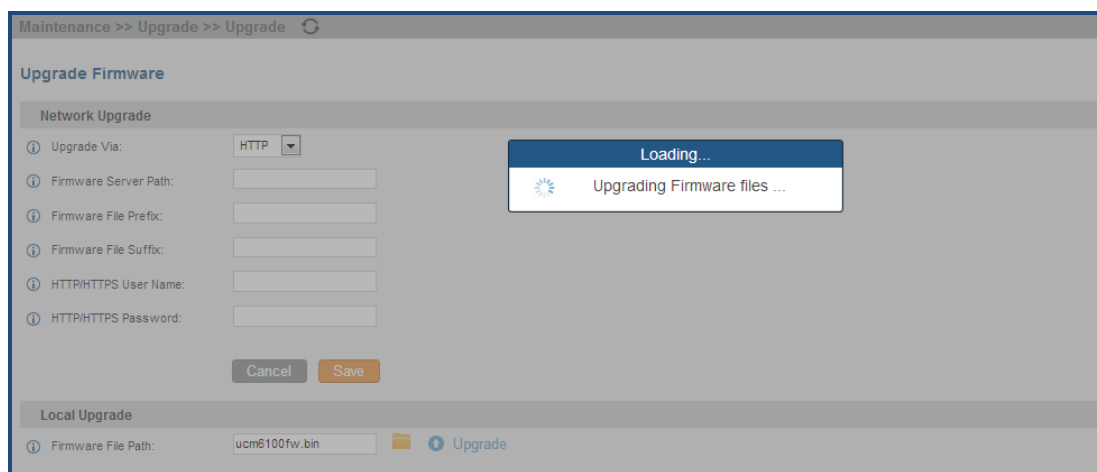 Maintenance >> Upgrade >> Upgrade
Upgrade Firmware
Network Upgrade
Upgrade Via: HTTP
Firmware Server Path:
Firmware File Prefix:
Firmware File Suffix:
HTTP/HTTPS User Name:
HTTP/HTTPS Password:
Cancel Save
Loading...
Upgrading Firmware files ...
Local Upgrade
Firmware File Path: ucm6100fw.bin Upgrade